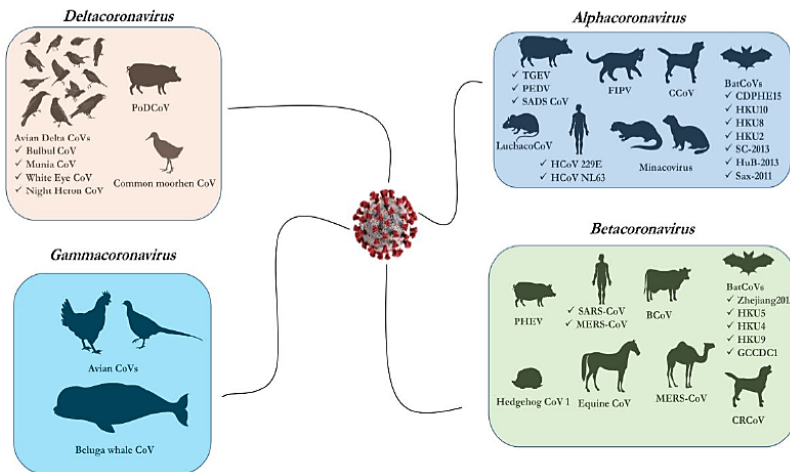 Deltacoronavirus
PoDCoV
Avian Delta CoVs
✓ Bulbul CoV
✓ Munia CoV
✓ White Eye CoV
✓ Night Heron CoV
Common moorhen CoV
Alphacoronavirus
✓ TGEV
✓ PEDV
✓ SADS CoV
FIPV
CCoV
BatCoVs
✓ CDPHE15
✓ HKU10
✓ HKU8
✓ HKU2
✓ SC-2013
✓ HuB-2013
✓ Sax-2011
LuchacoCoV
✓ HCoV 229E
✓ HCoV NL63
Minacovirus
Gammacoronavirus
Avian CoVs
Beluga whale CoV
Betacoronavirus
PHEV
✓ SARS-CoV
✓ MERS-CoV
BCoV
BatCoVs
✓ Zhejiang201
✓ HKU5
✓ HKU4
✓ HKU9
✓ GCCDC1
Hedgehog CoV 1
Equine CoV
MERS-CoV
CRCoV